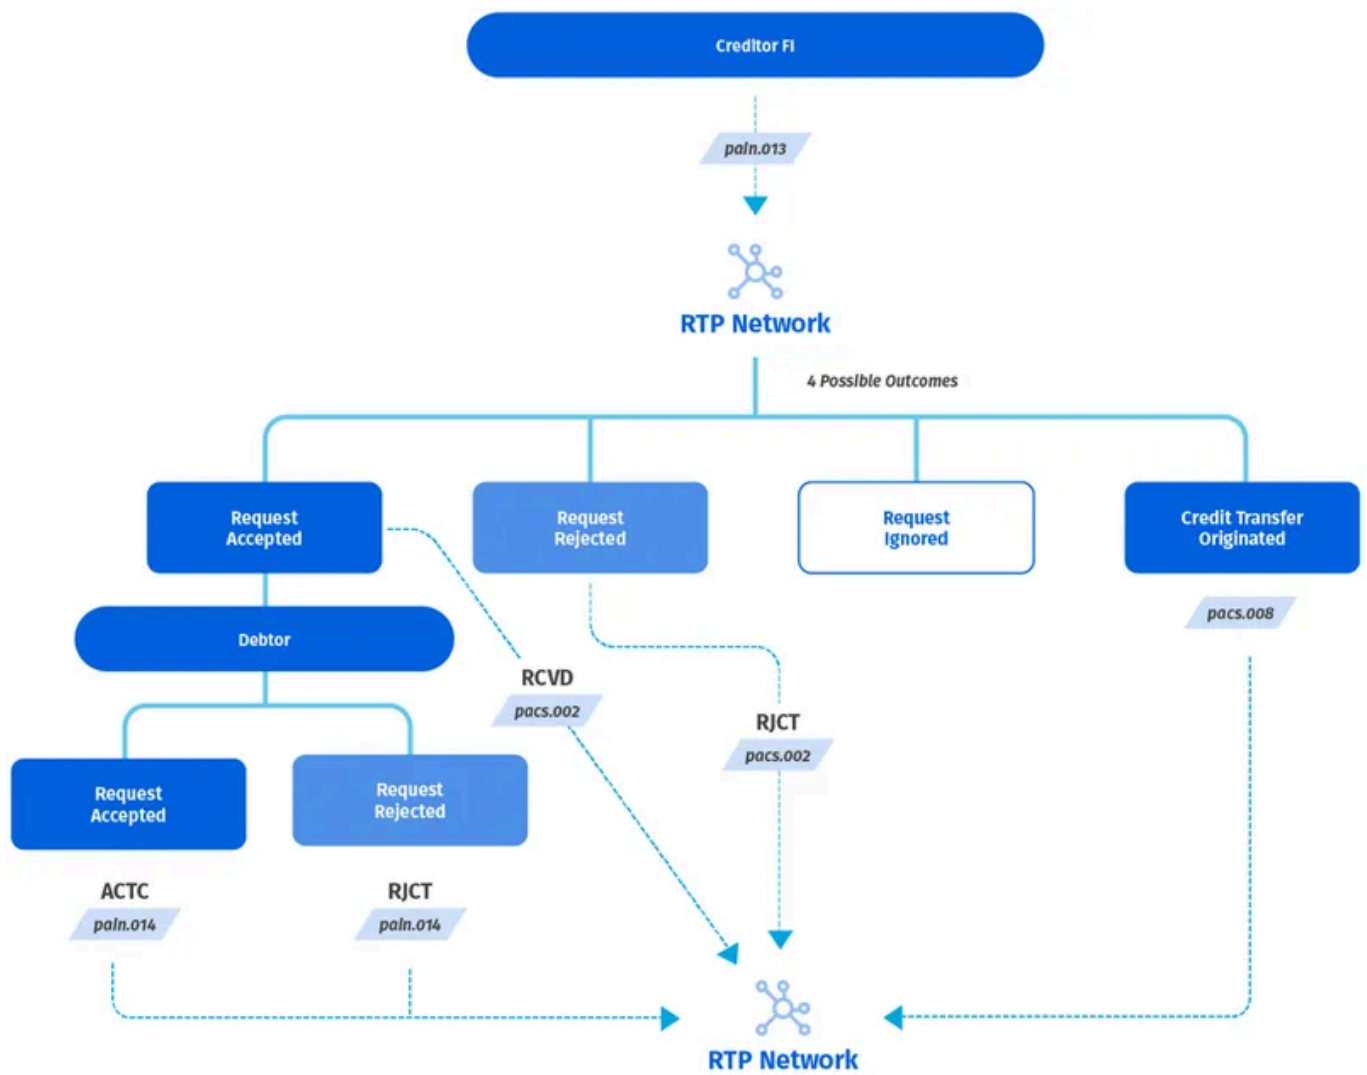 Creditor FI
pain.013
RTP Network
4 Possible Outcomes
Request
Accepted
Request
Rejected
Request
Ignored
Credit Transfer
Originated
pacs.008
Debtor
RCVD
pacs.002
RJCT
pacs.002
Request
Accepted
Request
Rejected
ACTC
pain.014
RJCT
pain.014
RTP Network